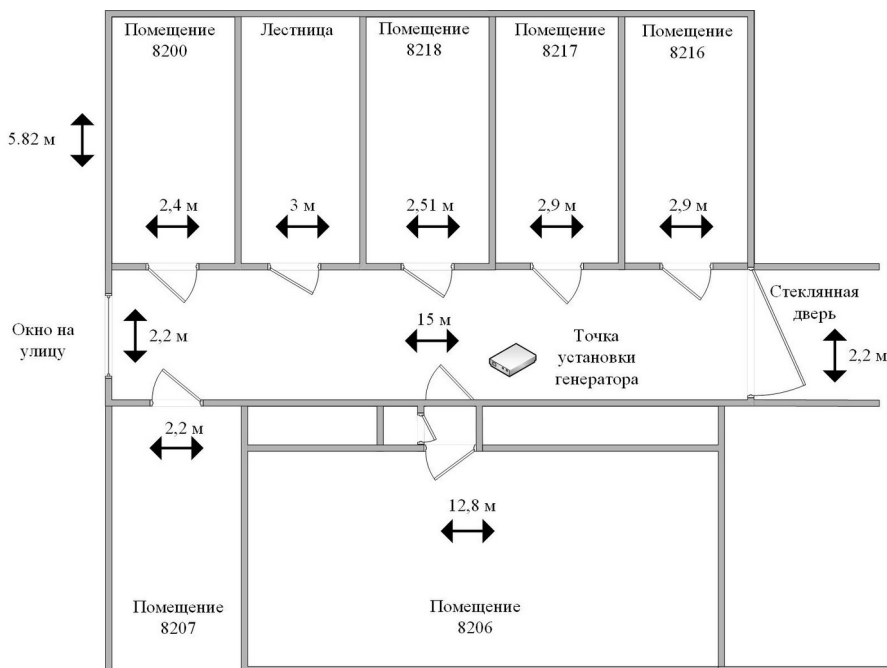 Помещение
8200
Лестница
Помещение
8218
Помещение
8217
Помещение
8216
5.82 м
2,4 м
3 м
2,51 м
2,9 м
2,9 м
Окно на
улицу
2,2 м
15 м
Точка
установки
генератора
Стеклянная
дверь
2,2 м
2,2 м
12,8 м
Помещение
8207
Помещение
8206